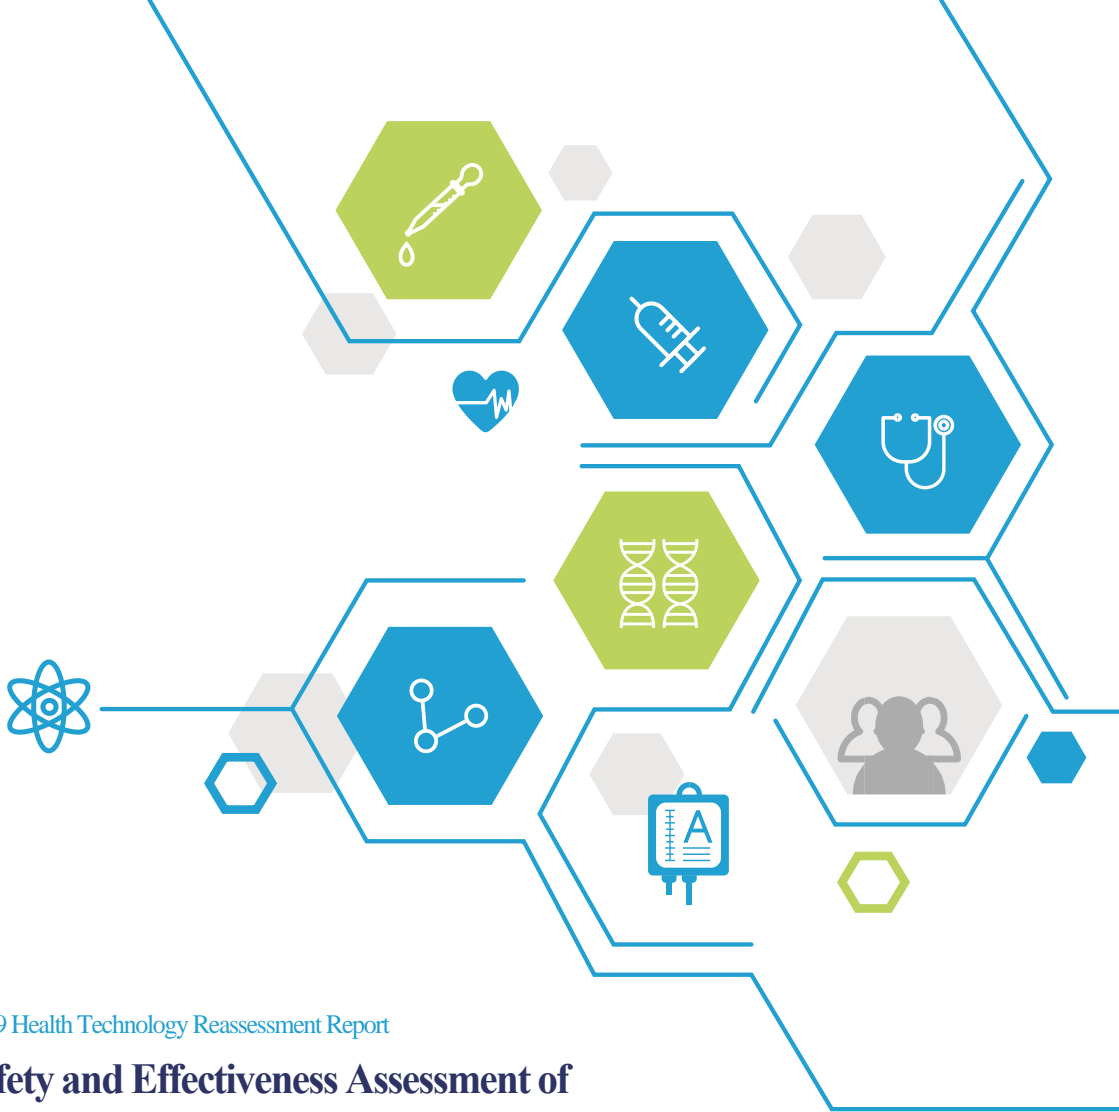 A
9 Health Technology Reassessment Report
fety and Effectiveness Assessment of